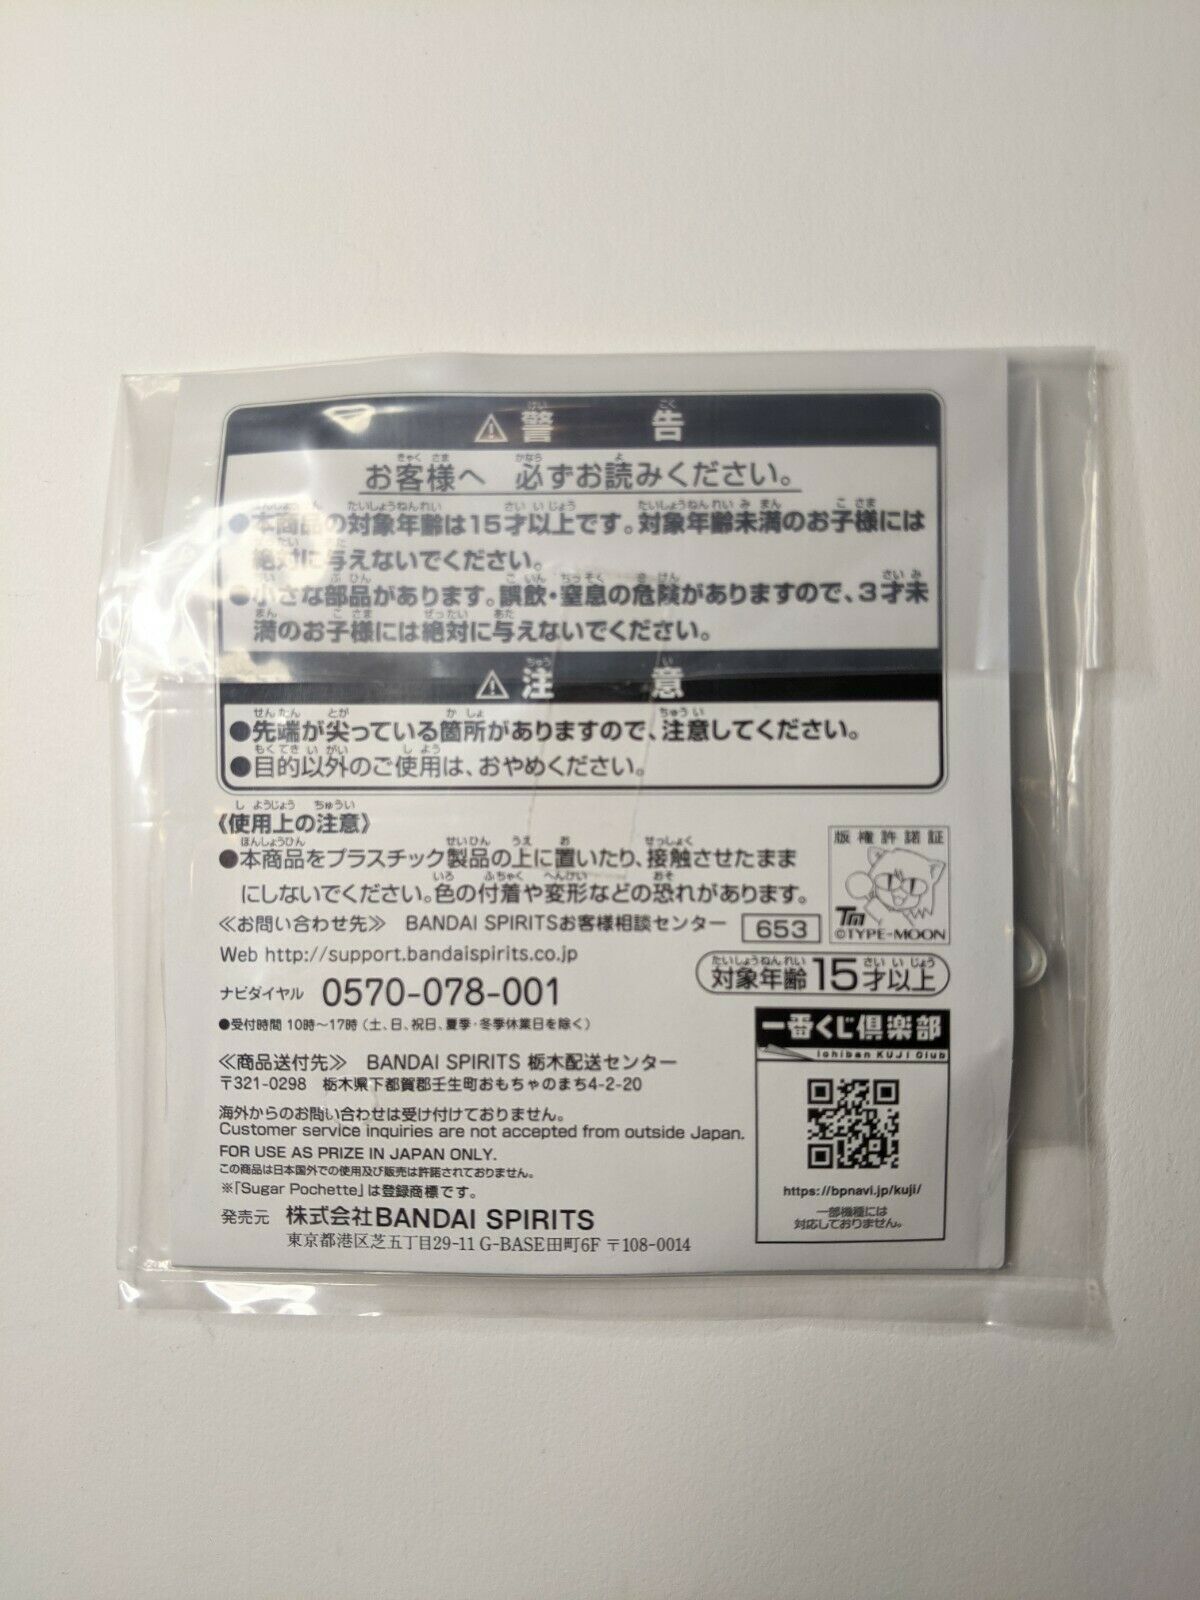 ⚠警告
お客様へ 必ずお読みください。
●本商品の対象年齢は15才以上です。対象年齢未満のお子様には
絶対に与えないでください。
●小さな部品があります。誤飲・窒息の危険がありますので、3才未
満のお子様には絶対に与えないでください。
⚠注意
●先端が尖っている箇所がありますので、注意してください。
●目的以外のご使用は、おやめください。
《使用上の注意》
●本商品をプラスチック製品の上に置いたり、接触させたまま
にしないでください。色の付着や変形などの恐れがあります。
版権許諾証
TM
©TYPE-MOON
≪お問い合わせ先≫ BANDAI SPIRITSお客様相談センター 653
Web http://support.bandaispirits.co.jp
対象年齢15才以上
ナビダイヤル 0570-078-001
●受付時間 10時〜17時(土、日、祝日、夏季・冬季休業日を除く)
≪商品送付先≫ BANDAI SPIRITS 栃木配送センター
〒321-0298 栃木県下都賀郡壬生町おもちゃのまち4-2-20
海外からのお問い合わせは受け付けておりません。
Customer service inquiries are not accepted from outside Japan.
FOR USE AS PRIZE IN JAPAN ONLY.
この商品は日本国外での使用及び販売は許諾されておりません。
※「Sugar Pochette」は登録商標です。
発売元 株式会社BANDAI SPIRITS
東京都港区芝五丁目29-11 G-BASE田町6F 〒108-0014
一番くじ倶楽部
Ichiban KUJI Club
https://bpnavi.jp/kuji/
一部機種には
対応しておりません。